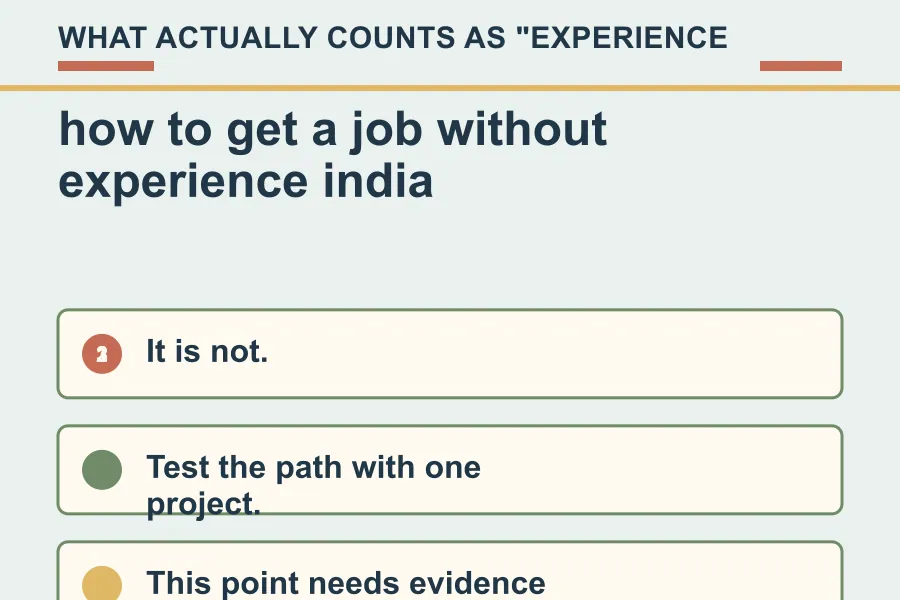 WHAT ACTUALLY COUNTS AS "EXPERIENCE
how to get a job without
experience india
It is not.
Test the path with one
project.
This point needs evidence